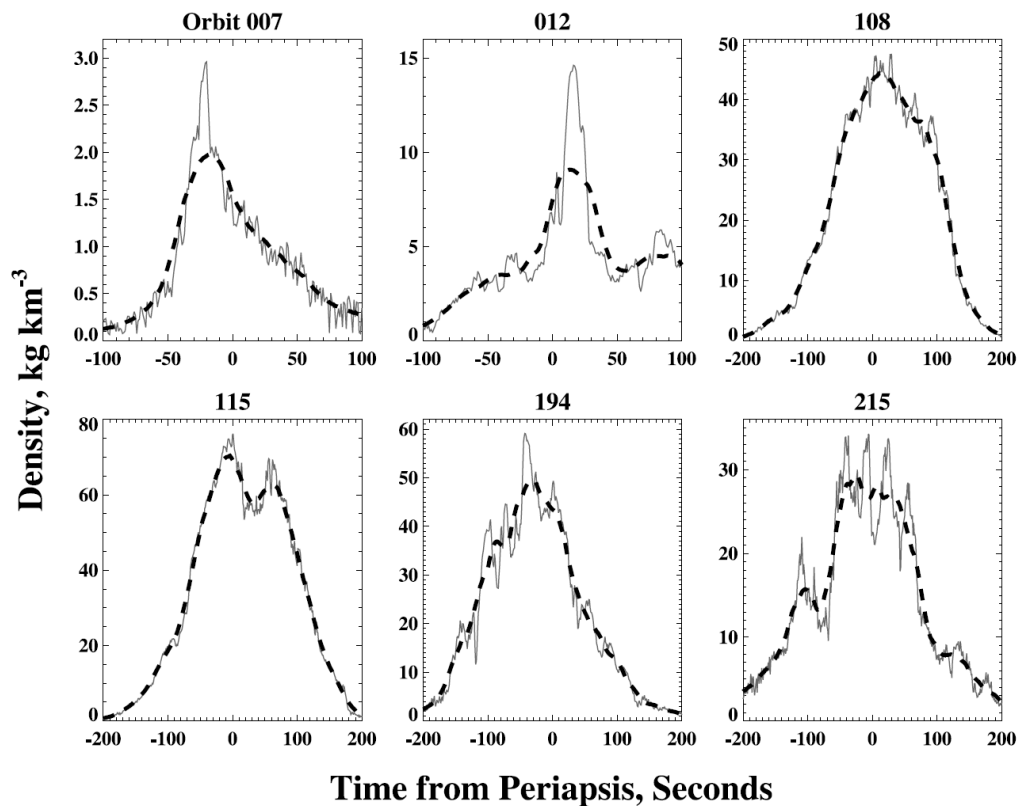 Orbit 007 012 108
3.0 15 50
2.5 40
2.0 10 30
1.5
1.0 5 20
0.5 10
0.0 0 0
-100 -50 0 50 100 -100 -50 0 50 100 -200 -100 0 100 200
Density, kg km-3
115 194 215
80 60
60 50 30
40 40 20
30
20 20 10
10
0 0 0
-200 -100 0 100 200 -200 -100 0 100 200 -200 -100 0 100 200
Time from Periapsis, Seconds